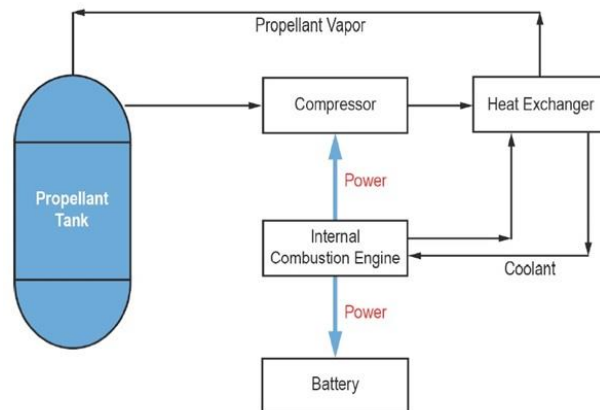 Propellant Vapor
Compressor
Heat Exchanger
Propellant
Tank
Power
Internal
Combustion Engine
Coolant
Power
Battery